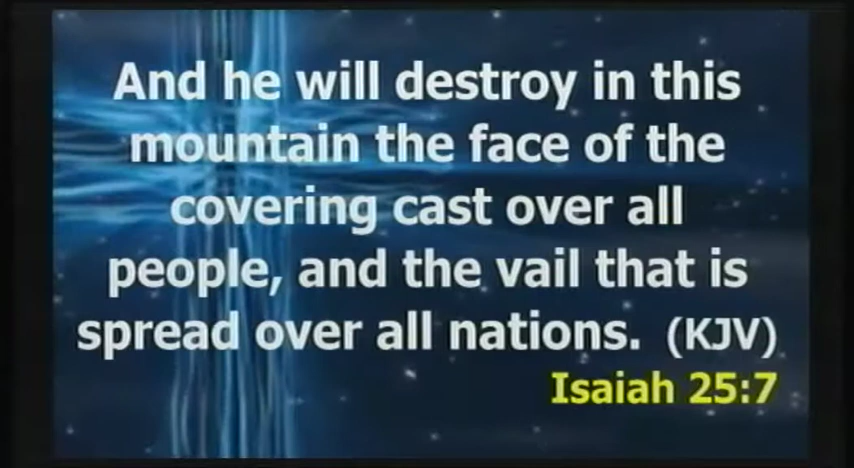 And he will destroy in this
mountain the face of the
covering cast over all
people, and the vail that is
spread over all nations. (KJV)
Isaiah 25:7